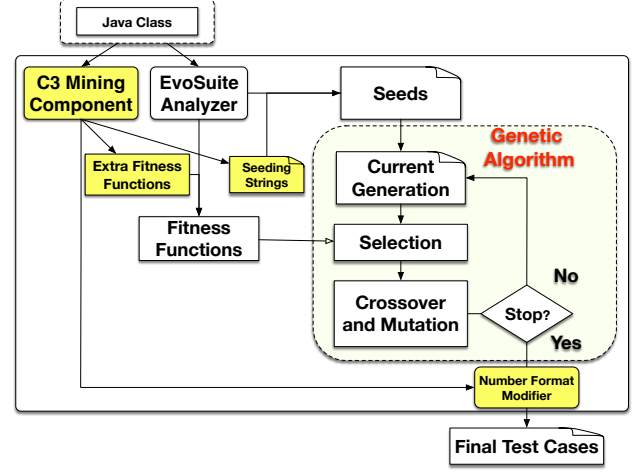 Java Class
C3 Mining
Component
EvoSuite
Analyzer
Seeds
Genetic
Algorithm
Extra Fitness
Functions
Seeding
Strings
Current
Generation
Fitness
Functions
Selection
No
Crossover
and Mutation
Stop?
Yes
Number Format
Modifier
Final Test Cases